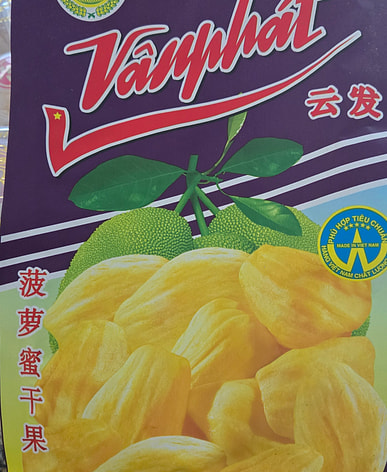 Vânphát
云发
PHÙ HỢP TIÊU CHUẨN
MADE IN VIET NAM
HÀNG VIỆT NAM CHẤT LƯỢNG
菠萝蜜干果